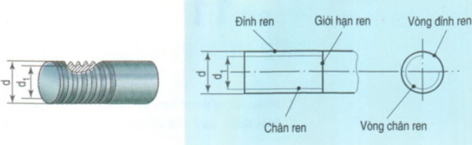 d
d₁
Đỉnh ren
Giới hạn ren
Vòng đỉnh ren
d
d₁
Chân ren
Vòng chân ren